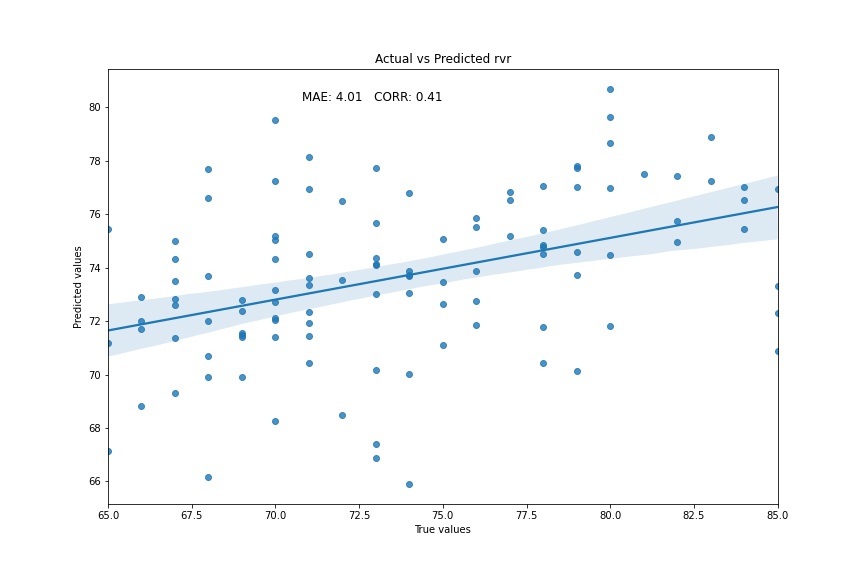 Actual vs Predicted rvr
MAE: 4.01   CORR: 0.41
80
78
76
74
72
70
68
66
Predicted values
65.0 67.5 70.0 72.5 75.0 77.5 80.0 82.5 85.0
True values